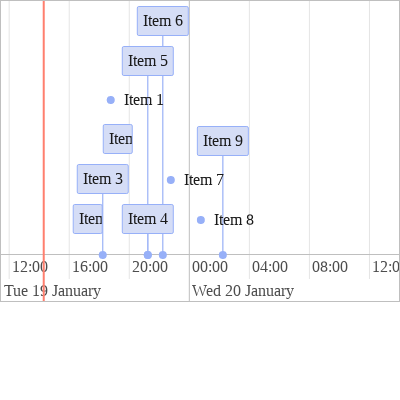 Item 6
Item 5
Item 1
Item 9
Item 3
Item 7
Item 4
Item 8
12:00 16:00 20:00 00:00 04:00 08:00
Tue 19 January Wed 20 January